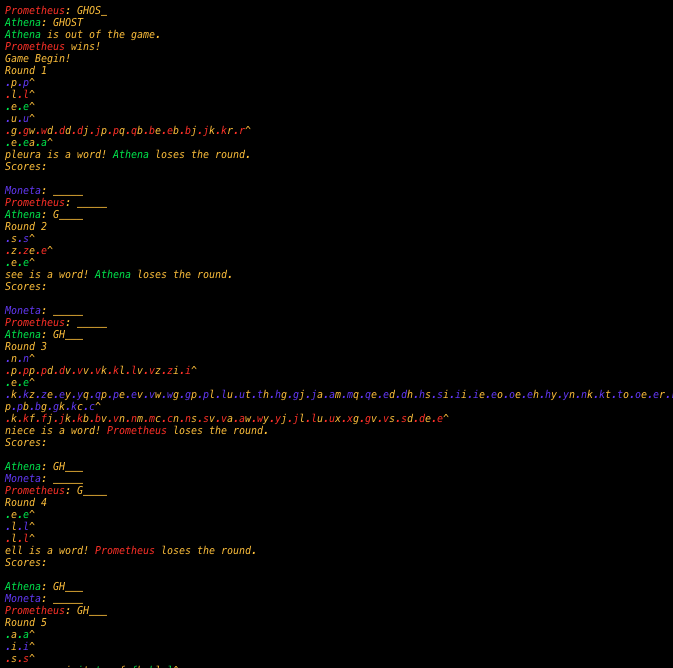 Prometheus: GHOS_
Athena: GHOST
Athena is out of the game.
Prometheus wins!
Game Begin!
Round 1
.p.p^
.l.l^
.e.e^
.u.u^
.g.gw.wd.dd.dj.jp.pq.qb.be.eb.bj.jk.kr.r^
.e.ea.a^
pleura is a word! Athena loses the round.
Scores:
Moneta: _____
Prometheus: _____
Athena: G____
Round 2
.s.s^
.z.ze.e^
.e.e^
see is a word! Athena loses the round.
Scores:
Moneta: _____
Prometheus: _____
Athena: GH___
Round 3
.n.n^
.p.pp.pd.dv.vv.vk.kl.lv.vz.zi.i^
.e.e^
.k.kz.ze.ey.yq.qp.pe.ev.vw.wg.gp.pl.lu.ut.th.hg.gj.ja.am.mq.qe.ed.dh.hs.si.ii.ie.eo.oe.eh.hy.yn.nk.kt.to.oe.er.
p.pb.bg.gk.kc.c^
.k.kf.fj.jk.kb.bv.vn.nm.mc.cn.ns.sv.va.aw.wy.yj.jl.lu.ux.xg.gv.vs.sd.de.e^
niece is a word! Prometheus loses the round.
Scores:
Athena: GH___
Moneta: _____
Prometheus: G____
Round 4
.e.e^
.l.l^
.l.l^
ell is a word! Prometheus loses the round.
Scores:
Athena: GH___
Moneta: _____
Prometheus: GH___
Round 5
.a.a^
.i.i^
.s.s^